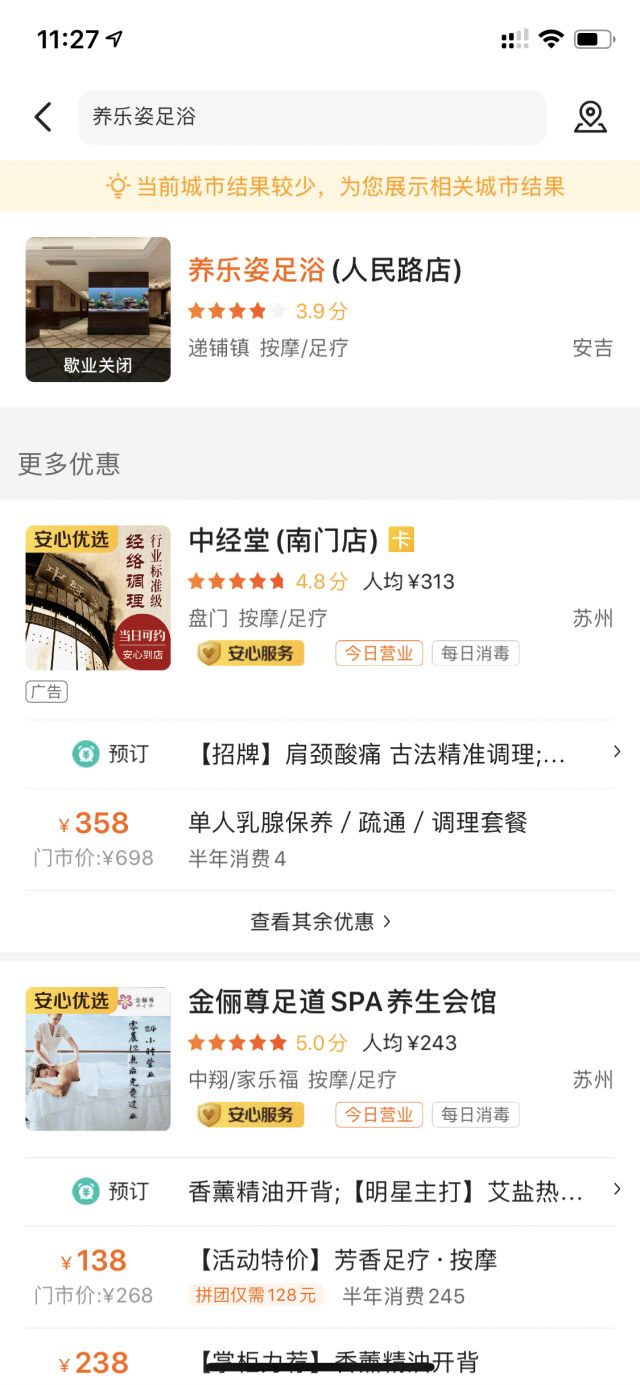 11:27
养乐姿足浴
当前城市结果较少，为您展示相关城市结果
养乐姿足浴(人民路店)
3.9分
递铺镇 按摩/足疗 安吉
歇业关闭
更多优惠
安心优选
行业标准级
经络调理
中经堂
当日可约
安心到店
中经堂(南门店) 卡
4.8分 人均¥313
盘门 按摩/足疗 苏州
安心服务 今日营业 每日消毒
广告
预订 【招牌】肩颈酸痛 古法精准调理;...
¥358 单人乳腺保养 / 疏通 / 调理套餐
门市价:¥698 半年消费4
查看其余优惠
安心优选
金俪尊
24小时营业
零晨12点后免费过夜
金俪尊足道SPA养生会馆
5.0分 人均¥243
中翔/家乐福 按摩/足疗 苏州
安心服务 今日营业 每日消毒
预订 香薰精油开背;【明星主打】艾盐热...
¥138 【活动特价】芳香足疗·按摩
门市价:¥268 拼团仅需128元 半年消费245
¥238 【掌柜力荐】香薰精油开背